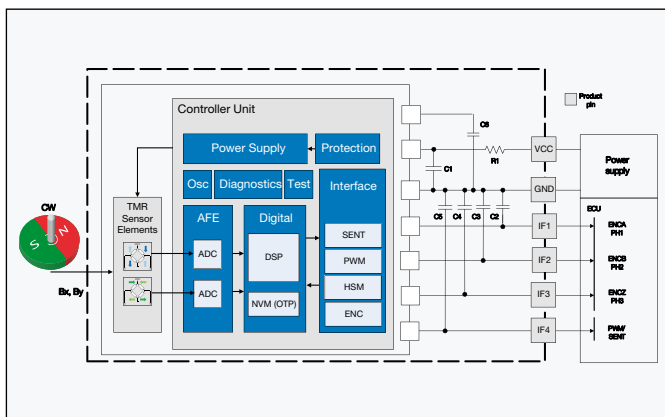 Product
pin
Controller Unit
C6
Power Supply
Protection
R1
VCC
Power
supply
C1
Osc
Diagnostics
Test
Interface
GND
CW
TMR
Sensor
Elements
AFE
Digital
C5
C4
C3
C2
ECU
S
N
ADC
DSP
SENT
IF1
ENCA
PH1
PWM
IF2
ENCB
PH2
Bx, By
ADC
NVM (OTP)
HSM
IF3
ENCZ
PH3
ENC
IF4
PWM/
SENT